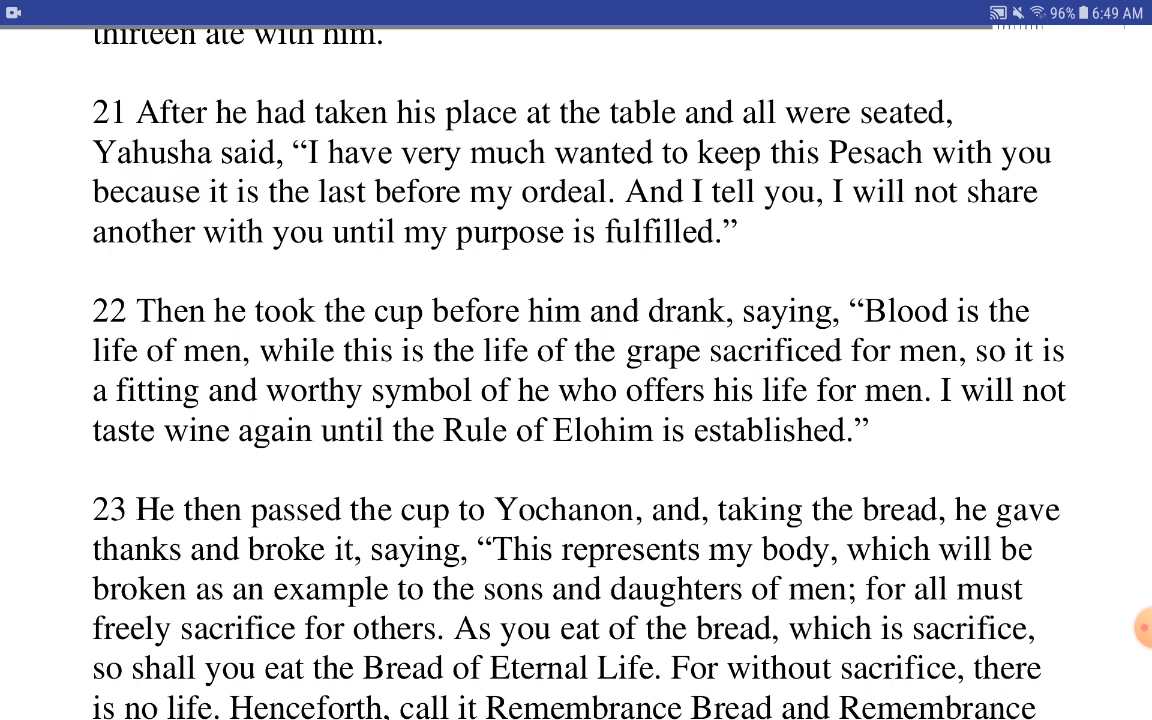 96% 6:49 AM
thirteen ate with him.
21 After he had taken his place at the table and all were seated,
Yahusha said, “I have very much wanted to keep this Pesach with you
because it is the last before my ordeal. And I tell you, I will not share
another with you until my purpose is fulfilled.”
22 Then he took the cup before him and drank, saying, “Blood is the
life of men, while this is the life of the grape sacrificed for men, so it is
a fitting and worthy symbol of he who offers his life for men. I will not
taste wine again until the Rule of Elohim is established.”
23 He then passed the cup to Yochanon, and, taking the bread, he gave
thanks and broke it, saying, “This represents my body, which will be
broken as an example to the sons and daughters of men; for all must
freely sacrifice for others. As you eat of the bread, which is sacrifice,
so shall you eat the Bread of Eternal Life. For without sacrifice, there
is no life. Henceforth, call it Remembrance Bread and Remembrance